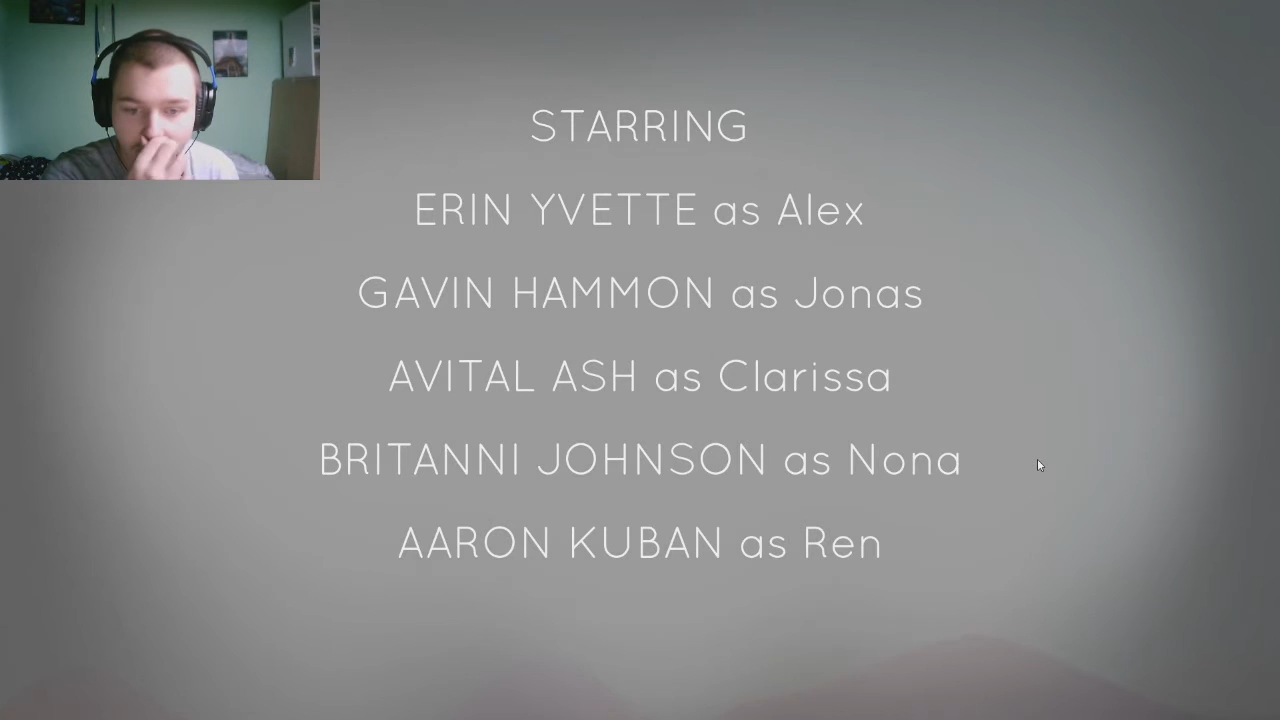 STARRING
ERIN YVETTE as Alex
GAVIN HAMMON as Jonas
AVITAL ASH as Clarissa
BRITANNI JOHNSON as Nona
AARON KUBAN as Ren